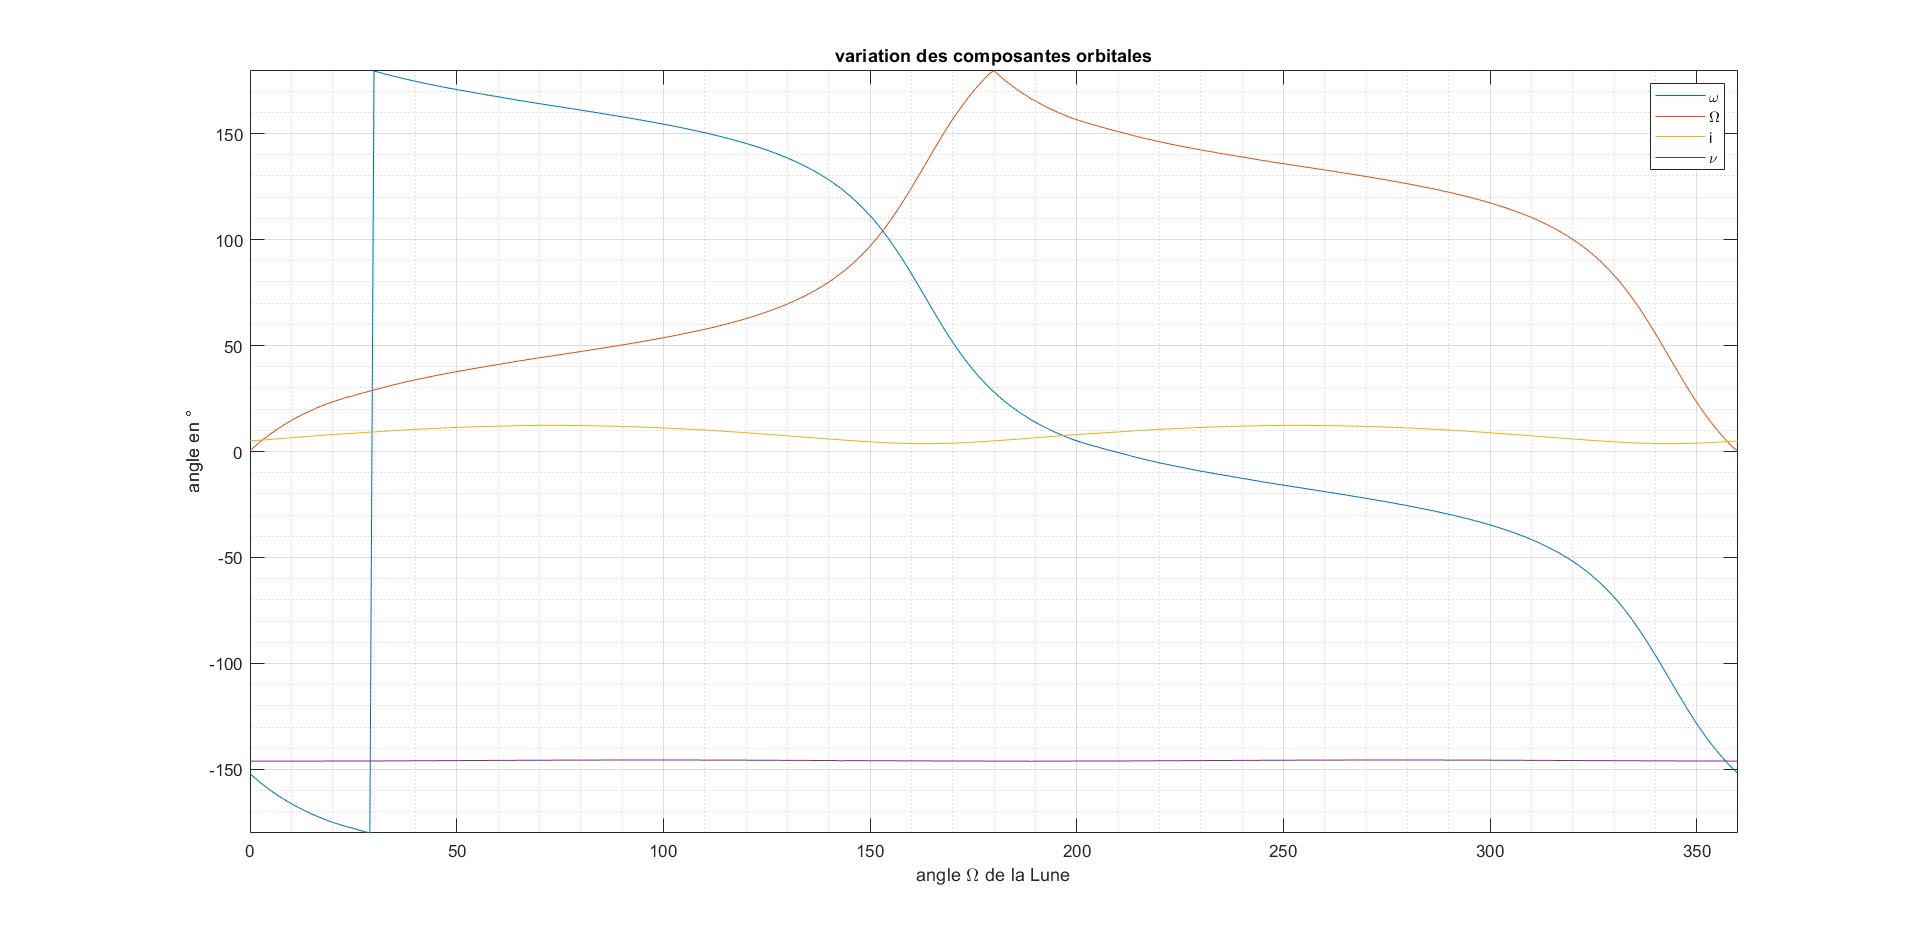 variation des composantes orbitales
ω
Ω
i
ν
150
100
50
0
-50
-100
-150
angle en °
0 50 100 150 200 250 300 350
angle Ω de la Lune